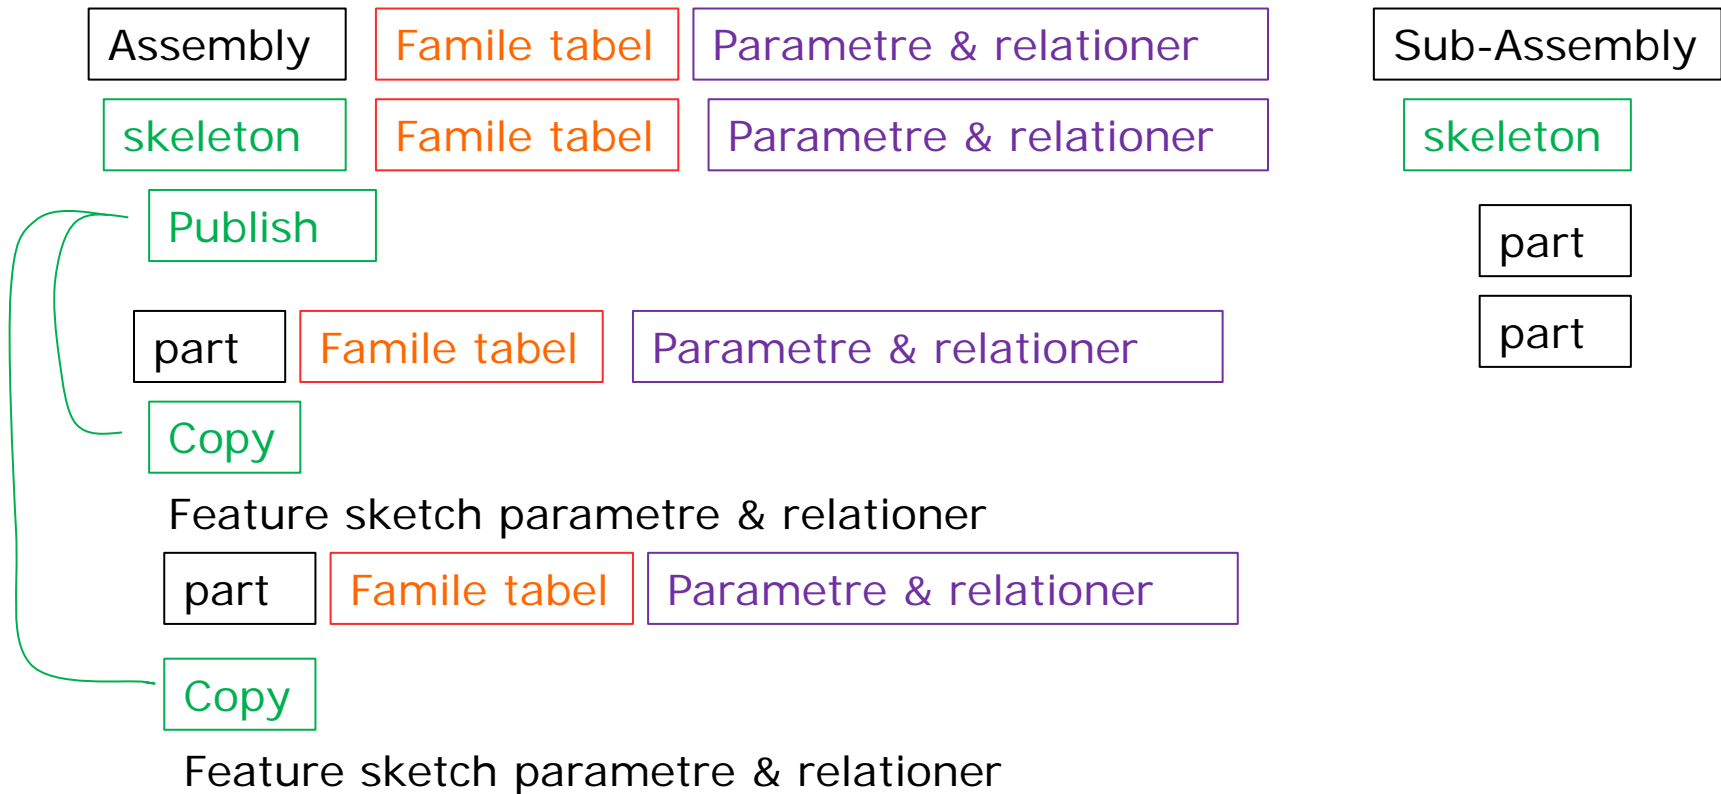 Assembly Famile tabel Parametre & relationer Sub-Assembly
skeleton Famile tabel Parametre & relationer skeleton
Publish
part
part Famile tabel Parametre & relationer part
Copy
Feature sketch parametre & relationer
part Famile tabel Parametre & relationer
Copy
Feature sketch parametre & relationer